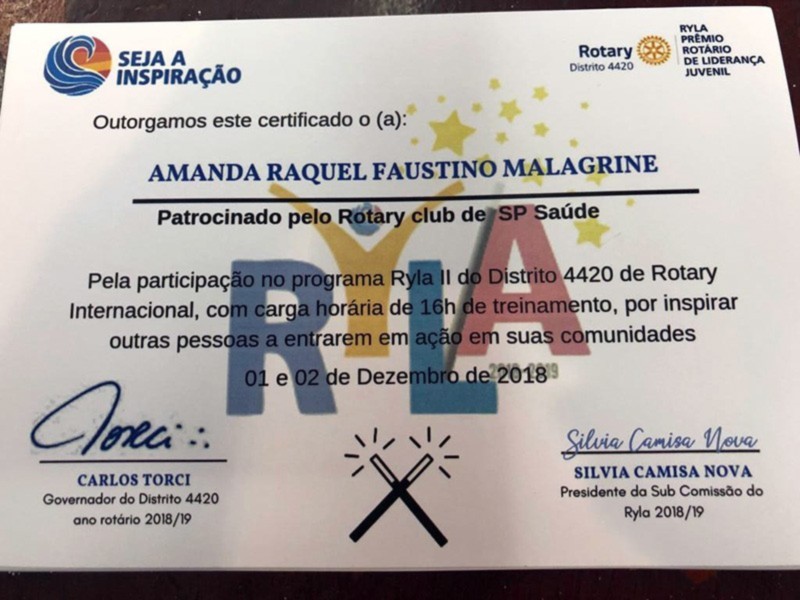 SEJA A
INSPIRAÇÃO
Rotary
Distrito 4420
RYLA
PRÊMIO
ROTÁRIO
DE LIDERANÇA
JUVENIL
Outorgamos este certificado o (a):
AMANDA RAQUEL FAUSTINO MALAGRINE
Patrocinado pelo Rotary club de SP Saúde
RYLA
Pela participação no programa Ryla II do Distrito 4420 de Rotary
Internacional, com carga horária de 16h de treinamento, por inspirar
outras pessoas a entrarem em ação em suas comunidades
2018-2019
01 e 02 de Dezembro de 2018
Torci
CARLOS TORCI
Governador do Distrito 4420
ano rotário 2018/19
Silvia Camisa Nova
SILVIA CAMISA NOVA
Presidente da Sub Comissão do
Ryla 2018/19